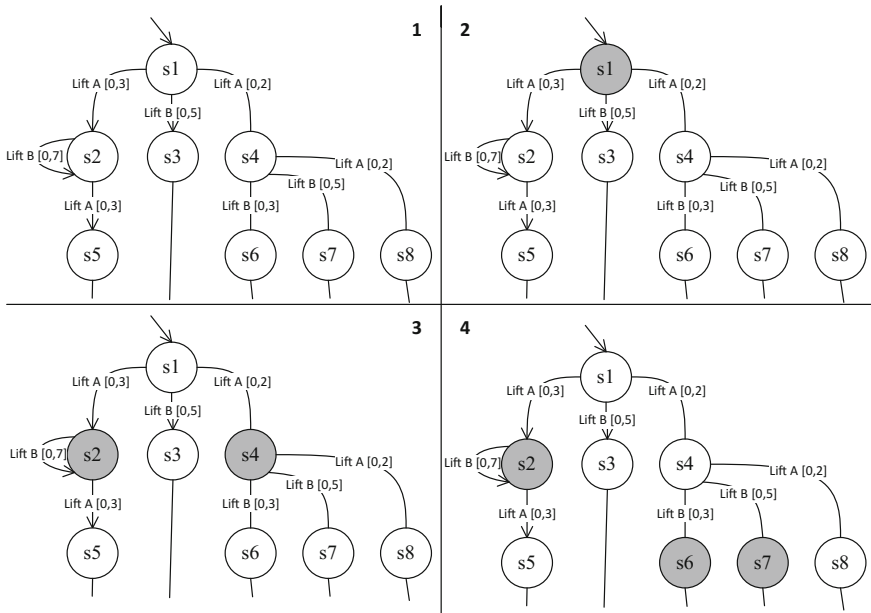 1
s1
Lift A [0,3]
Lift A [0,2]
Lift B [0,5]
Lift B [0,7]
s2
s3
s4
Lift A [0,2]
Lift B [0,5]
Lift A [0,3]
Lift B [0,3]
s5
s6
s7
s8
2
s1
Lift A [0,3]
Lift A [0,2]
Lift B [0,5]
Lift B [0,7]
s2
s3
s4
Lift A [0,2]
Lift B [0,5]
Lift A [0,3]
Lift B [0,3]
s5
s6
s7
s8
3
s1
Lift A [0,3]
Lift A [0,2]
Lift B [0,5]
Lift B [0,7]
s2
s3
s4
Lift A [0,2]
Lift B [0,5]
Lift A [0,3]
Lift B [0,3]
s5
s6
s7
s8
4
s1
Lift A [0,3]
Lift A [0,2]
Lift B [0,5]
Lift B [0,7]
s2
s3
s4
Lift A [0,2]
Lift B [0,5]
Lift A [0,3]
Lift B [0,3]
s5
s6
s7
s8